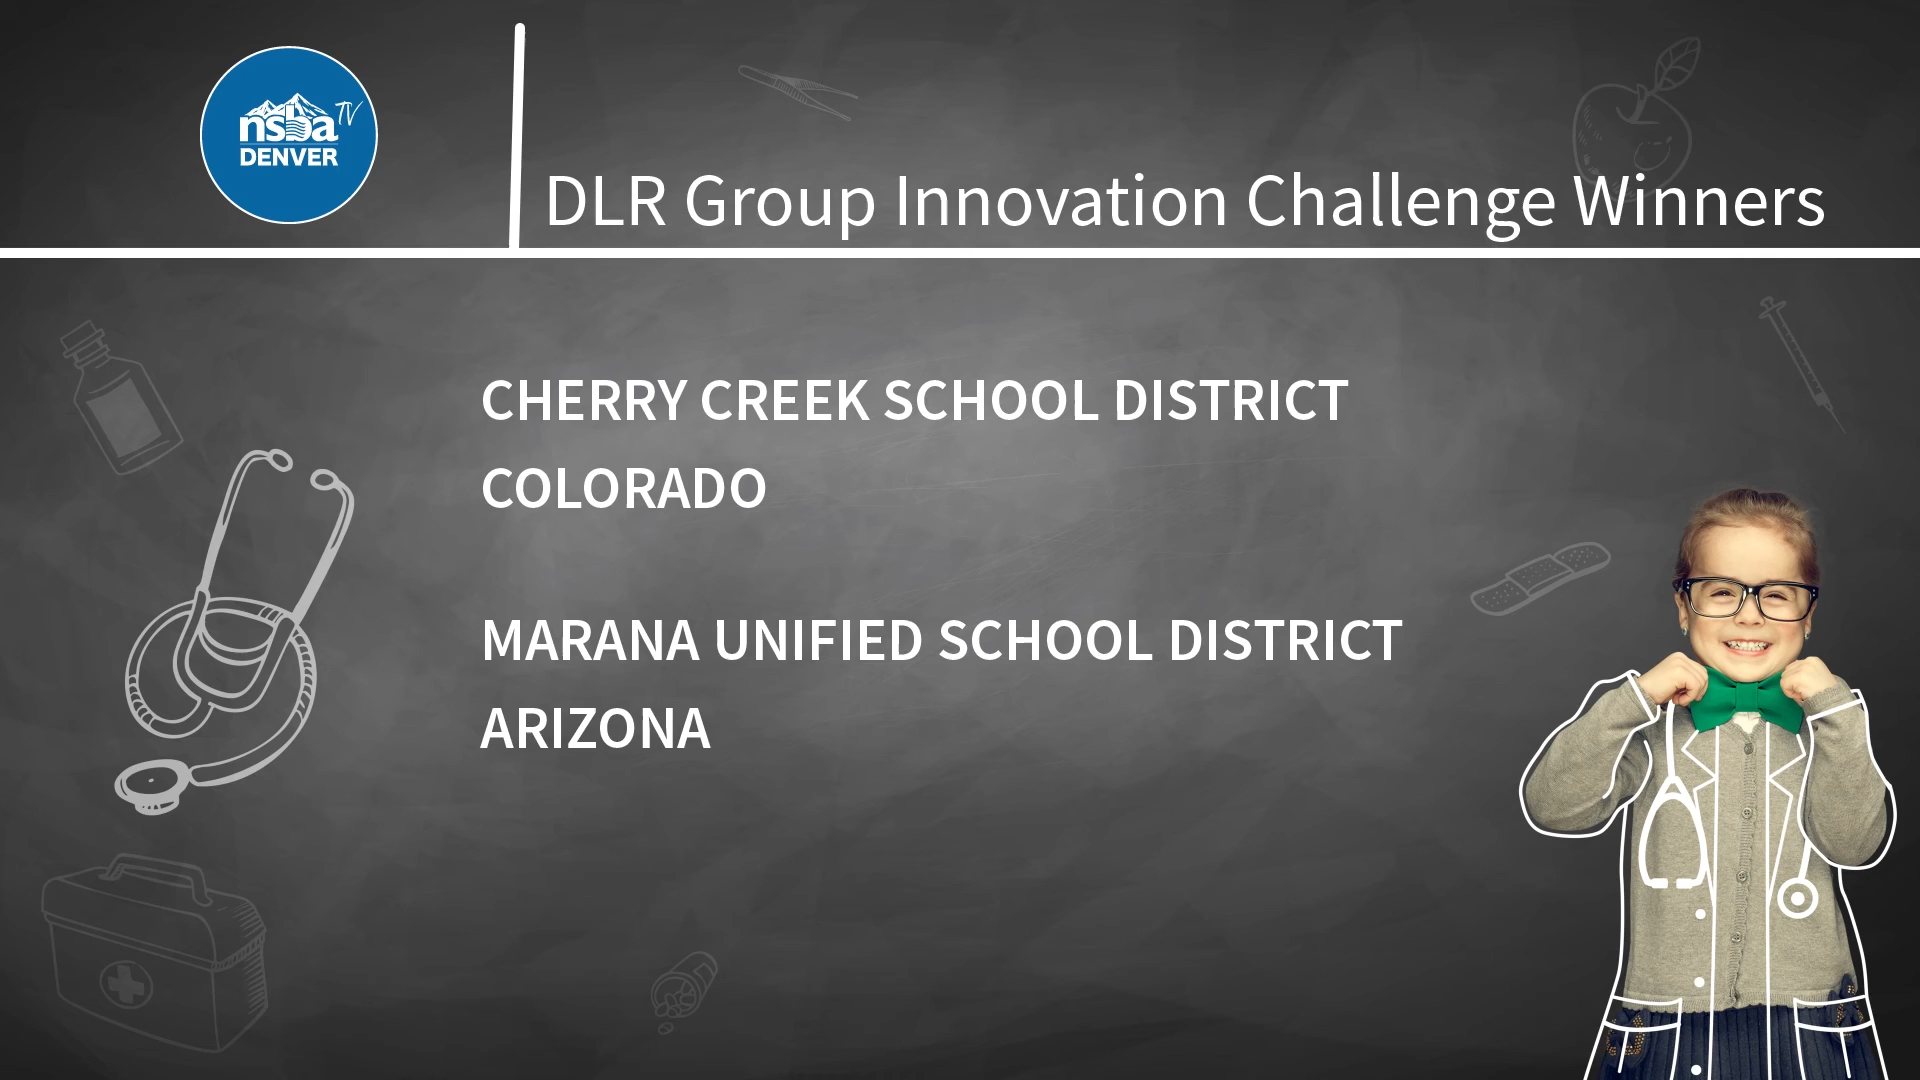 nsba TV
DENVER
DLR Group Innovation Challenge Winners
CHERRY CREEK SCHOOL DISTRICT
COLORADO
MARANA UNIFIED SCHOOL DISTRICT
ARIZONA